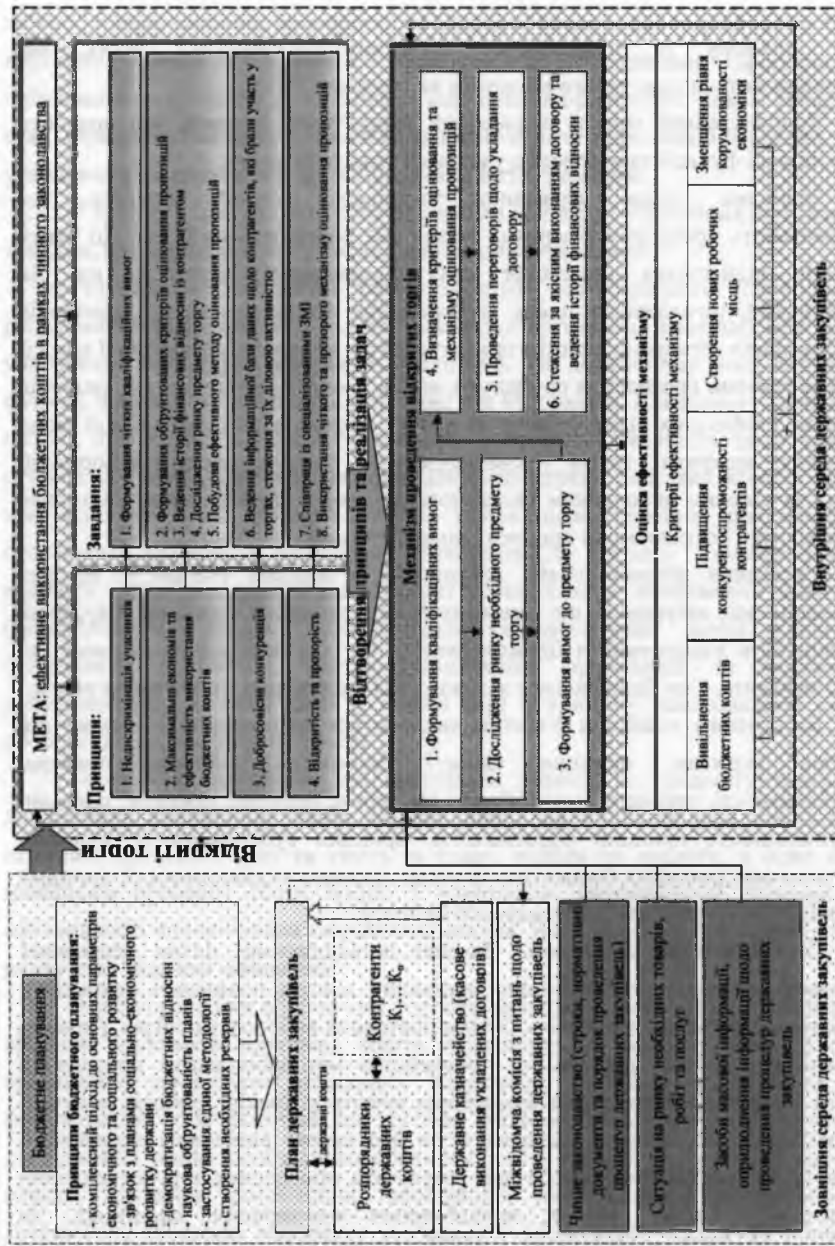 Бюджетне планування
Принципи бюджетного планування:
- комплексний підхід до основних параметрів
економічного та соціального розвитку
- зв'язок з планами соціально-економічного
розвитку держави
- демократизація бюджетних відносин
- наукова обґрунтованість планів
- застосування єдиної методології
- створення необхідних резервів
План державних закупівель
державні кошти
Розпорядники
державних
коштів
Контрагенти
К₁... Кₙ
Державне казначейство (касове
виконання укладених договрів)
Міжвідомча комісія з питань щодо
проведення державних закупівель
Чинне законодавство (строка, нормативні
документи та порядок проведення
процедур державних закупівель)
Ситуація на ринку необхідних товарів,
робіт та послуг
Засоби масової інформації,
оприлюднення інформації щодо
проведення процедур державних
закупівель
Зовнішня середа державних закупівель
Відкриті торги
МЕТА: ефективне використання бюджетних коштів в рамках чинного законодавства
Принципи:
1. Недискримінація учасників
2. Максимальна економія та
ефективність використання
бюджетних коштів
3. Добросовісна конкуренція
4. Відкритість та прозорість
Завдання:
1. Формування чітких кваліфікаційних вимог
2. Формування обґрунтованих критеріїв оцінювання пропозицій
3. Ведення історії фінансових відносин із контрагентом
4. Дослідження ринку предмету торгу
5. Побудова ефективного методу оцінювання пропозицій
6. Ведення інформаційної бази даних щодо контрагентів, які брали участь у
торгах, стеження за їх діловою активністю
7. Співпраця із спеціалізованими ЗМІ
8. Використання чіткого та прозорого механізму оцінювання пропозицій
Відтворення принципів та реалізація задач
Механізм проведення відкритих торгів
1. Формування кваліфікаційних вимог
2. Дослідження ринку необхідного предмету
торгу
3. Формування вимог до предмету торгу
4. Визначення критеріїв оцінювання та
механізму оцінювання пропозицій
5. Проведення переговорів щодо укладання
договору
6. Стеження за якісним виконанням договору та
ведення історії фінансових відносин
Оцінка ефективності механізму
Критерії ефективності механізму
Вивільнення
бюджетних коштів
Підвищення
конкурентоспроможності
контрагентів
Створення нових робочих
місць
Зменшення рівня
корумпованості
економіки
Внутрішня середа державних закупівель